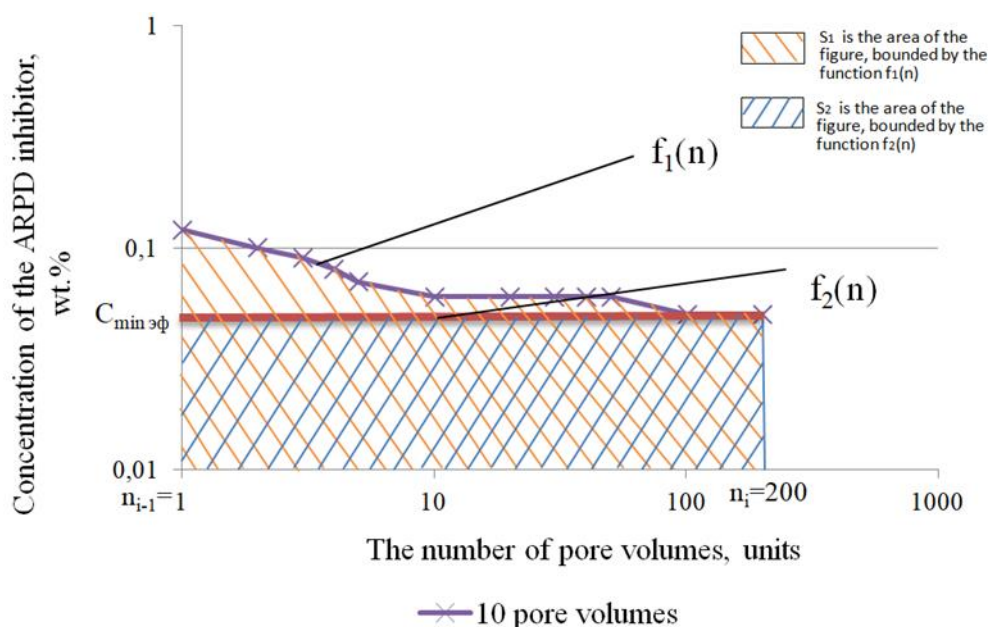 1
S1 is the area of the
figure, bounded by the
function f1(n)
S2 is the area of the
figure, bounded by the
function f2(n)
f1(n)
f2(n)
Concentration of the ARPD inhibitor,
wt.%
0,1
Cmin эф
0,01
ni-1=1
10
100
ni=200
1000
The number of pore volumes, units
10 pore volumes